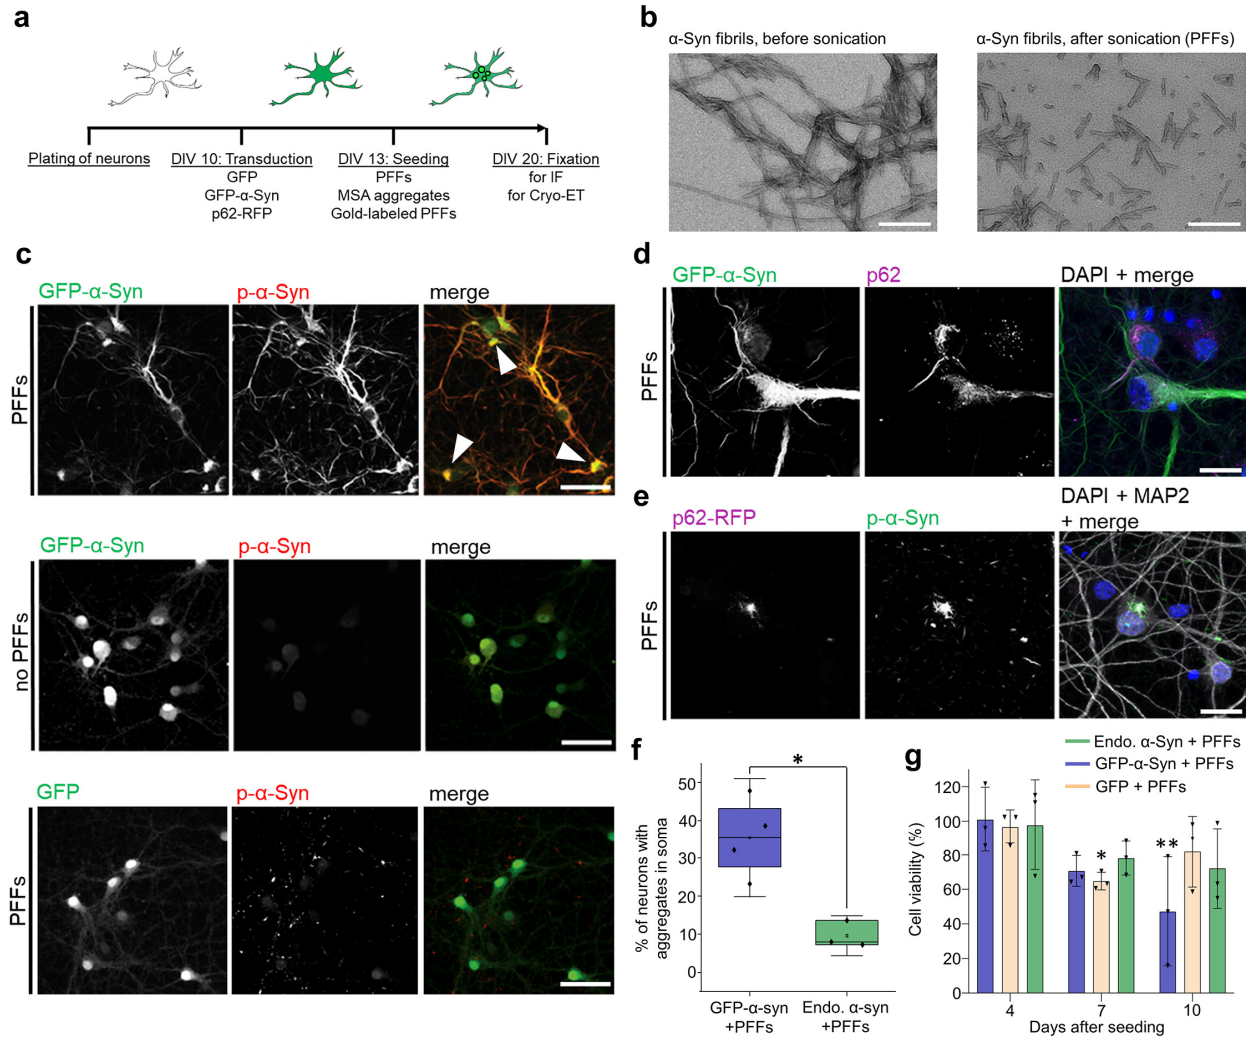 a
Plating of neurons
DIV 10: Transduction
GFP
GFP-α-Syn
p62-RFP
DIV 13: Seeding
PFFs
MSA aggregates
Gold-labeled PFFs
DIV 20: Fixation
for IF
for Cryo-ET
b
α-Syn fibrils, before sonication
α-Syn fibrils, after sonication (PFFs)
c
GFP-α-Syn
p-α-Syn
merge
PFFs
GFP-α-Syn
p-α-Syn
merge
no PFFs
GFP
p-α-Syn
merge
PFFs
d
GFP-α-Syn
p62
DAPI + merge
PFFs
e
p62-RFP
p-α-Syn
DAPI + MAP2
+ merge
PFFs
f
% of neurons with
aggregates in soma
50
40
30
20
10
0
*
GFP-α-syn
+PFFs
Endo. α-syn
+PFFs
g
Endo. α-Syn + PFFs
GFP-α-Syn + PFFs
GFP + PFFs
Cell viability (%)
120
100
80
60
40
20
0
*
**
4
7
10
Days after seeding